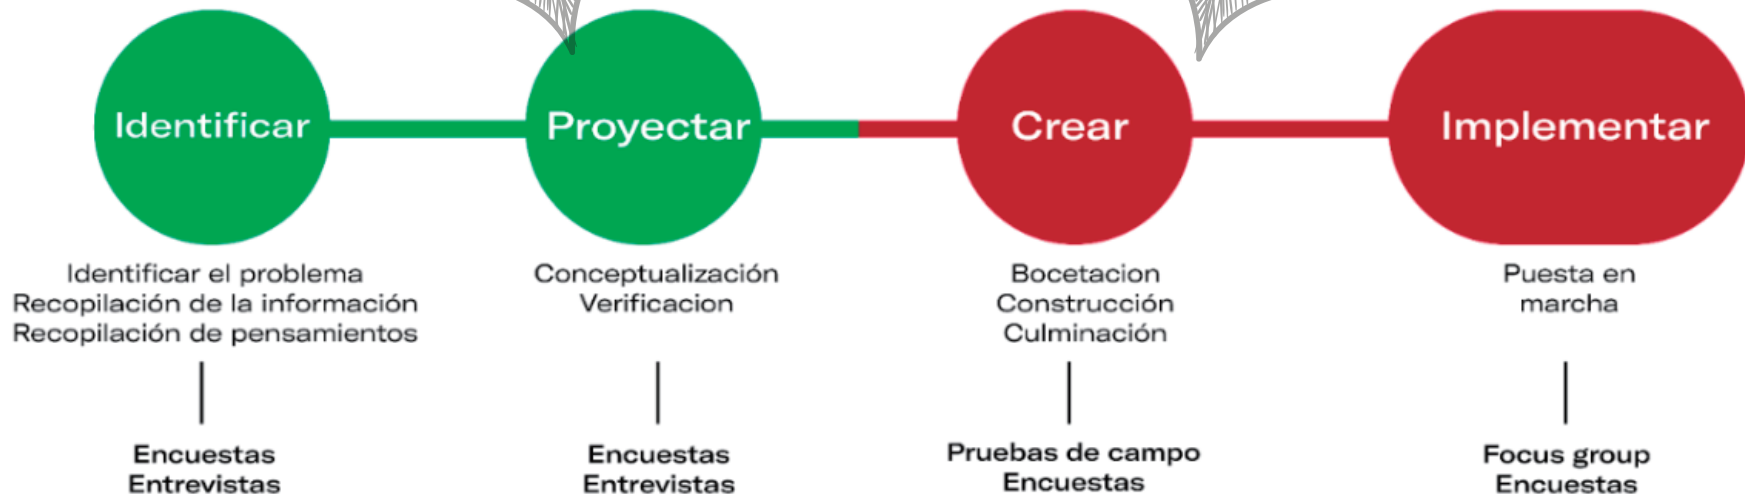 Identificar
Identificar el problema
Recopilación de la información
Recopilación de pensamientos
Encuestas
Entrevistas
Proyectar
Conceptualización
Verificacion
Encuestas
Entrevistas
Crear
Bocetacion
Construcción
Culminación
Pruebas de campo
Encuestas
Implementar
Puesta en
marcha
Focus group
Encuestas